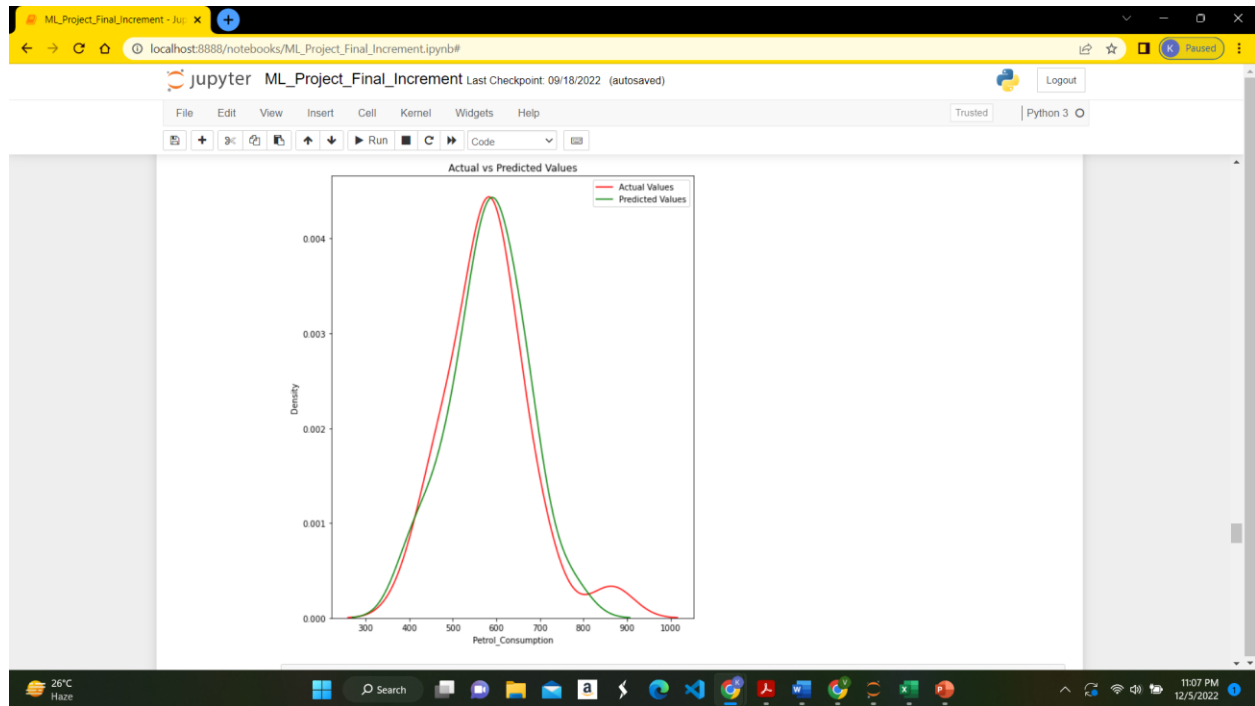 ML_Project_Final_Increment - Jup
localhost:8888/notebooks/ML_Project_Final_Increment.ipynb#
K Paused
jupyter ML_Project_Final_Increment Last Checkpoint: 09/18/2022 (autosaved)
Logout
File Edit View Insert Cell Kernel Widgets Help
Trusted Python 3
Run Code
Actual vs Predicted Values
Actual Values
Predicted Values
0.004
0.003
Density
0.002
0.001
0.000
300 400 500 600 700 800 900 1000
Petrol_Consumption
26°C
Haze
Search
11:07 PM
12/5/2022
1